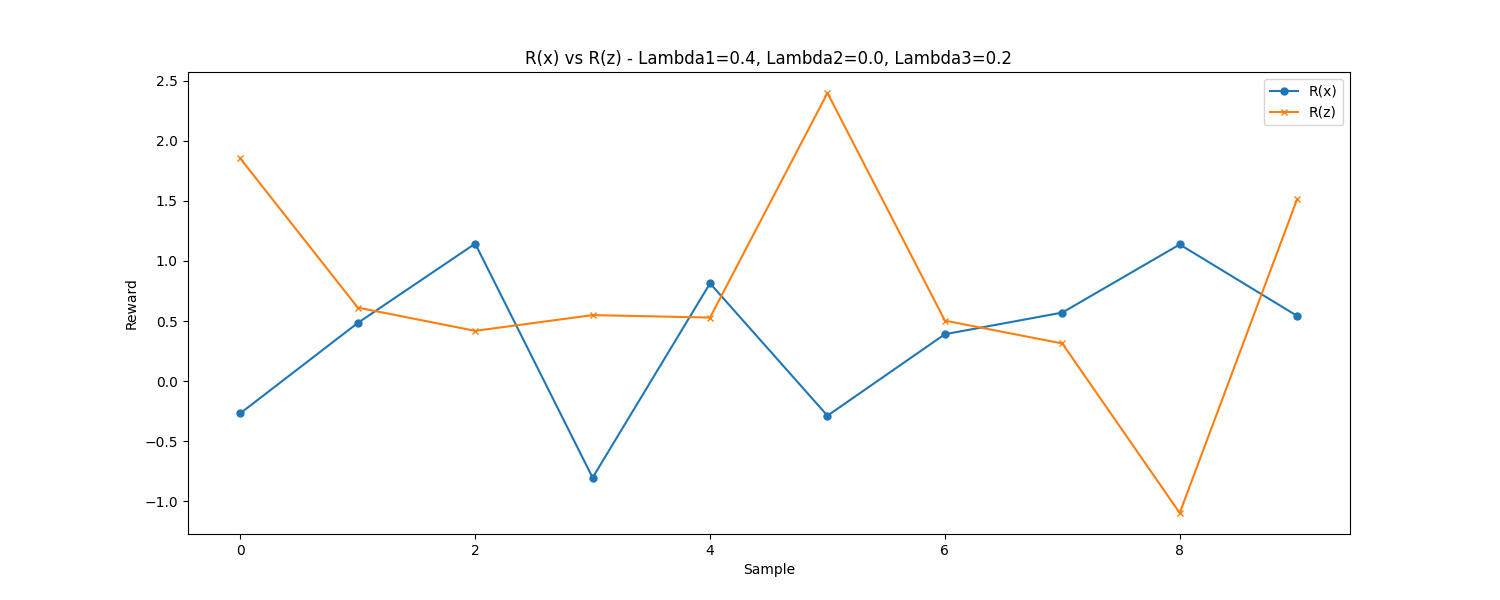 R(x) vs R(z) - Lambda1=0.4, Lambda2=0.0, Lambda3=0.2
R(x)
R(z)
Reward
2.5
2.0
1.5
1.0
0.5
0.0
−0.5
−1.0
0 2 4 6 8
Sample